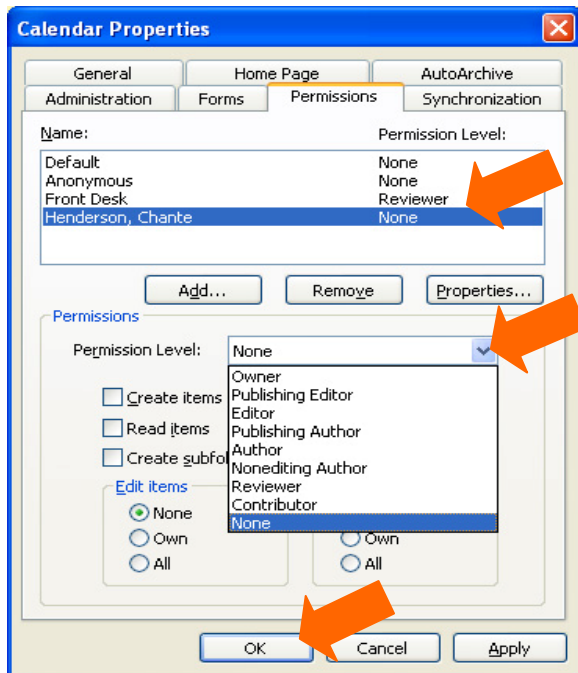 Calendar Properties
General Home Page AutoArchive
Administration Forms Permissions Synchronization
Name: Permission Level:
Default None
Anonymous None
Front Desk Reviewer
Henderson, Chante None
Add... Remove Properties...
Permissions
Permission Level: None
Owner
Create items Publishing Editor
Editor
Read items Publishing Author
Author
Create subfol Nonediting Author
Edit items Reviewer
Contributor
None None
Own Own
All All
OK Cancel Apply